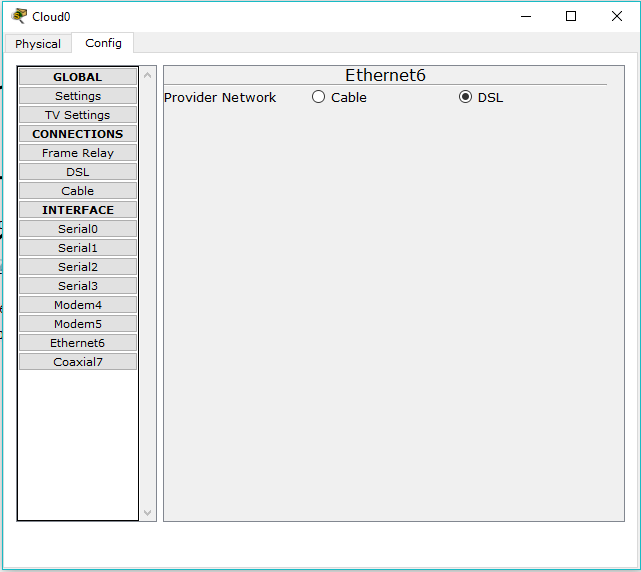 Cloud0
Physical Config
GLOBAL
Settings
TV Settings
CONNECTIONS
Frame Relay
DSL
Cable
INTERFACE
Serial0
Serial1
Serial2
Serial3
Modem4
Modem5
Ethernet6
Coaxial7
Ethernet6
Provider Network Cable DSL